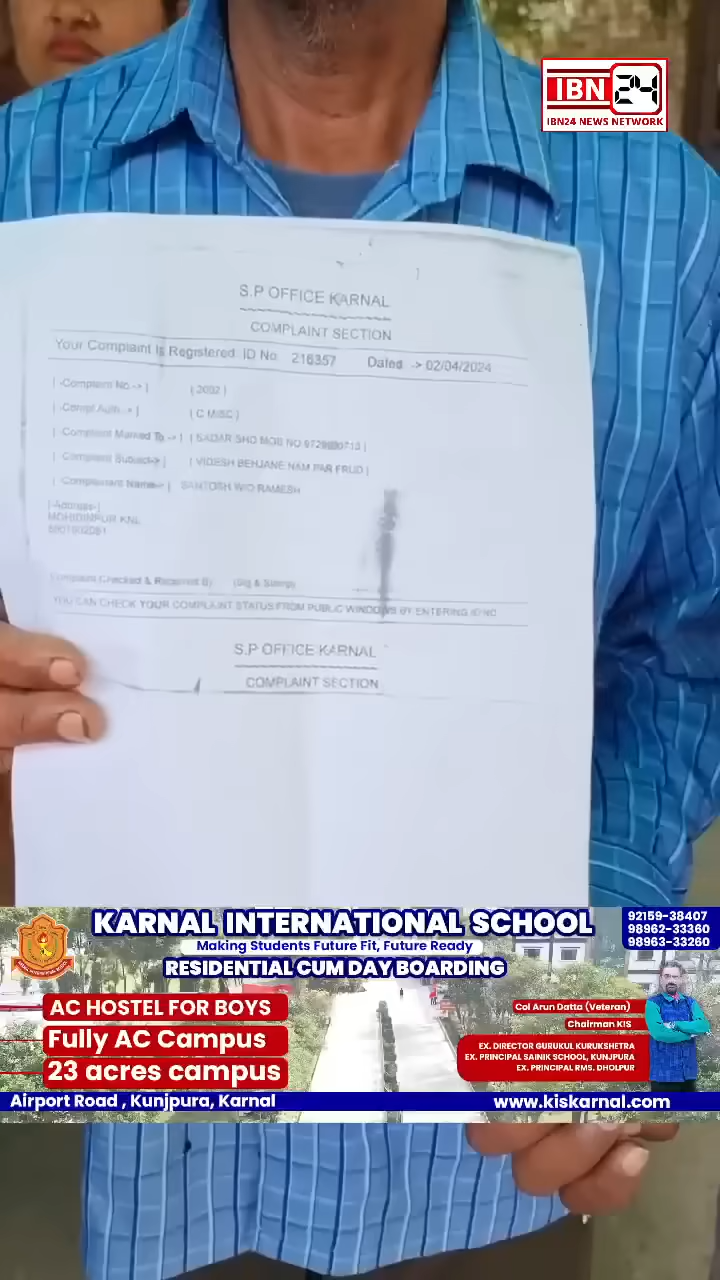 IBN 24
IBN24 NEWS NETWORK
S.P OFFICE KARNAL
COMPLAINT SECTION
Your Complaint Is Registered ID No 216357 Dated -> 02/04/2024
[-Complaint No.->] [ 2092 ]
[-Compt Auth.->] [ C MISC ]
[-Complaint Marked To->] [ SADAR SHO MOB NO
[-Complaint Subject->] [ VIDESH BEHJANE NAM PAR FRUD ]
[-Complainant Name->] SANTOSH W/O RAMESH
[-Address-]
MOHIDINPUR KNL
Complaint Checked & Received By (Sig & Stamp)
YOU CAN CHECK YOUR COMPLAINT STATUS FROM PUBLIC WINDOWS BY ENTERING ID NO
S.P OFFICE KARNAL
COMPLAINT SECTION
KARNAL INTERNATIONAL SCHOOL
Making Students Future Fit, Future Ready
RESIDENTIAL CUM DAY BOARDING
92159-38407
98962-33360
98963-33260
AC HOSTEL FOR BOYS
Fully AC Campus
23 acres campus
Col Arun Datta (Veteran)
Chairman KIS
EX. DIRECTOR GURUKUL KURUKSHETRA
EX. PRINCIPAL SAINIK SCHOOL, KUNJPURA
EX. PRINCIPAL RMS. DHOLPUR
Airport Road , Kunjpura, Karnal
www.kiskarnal.com